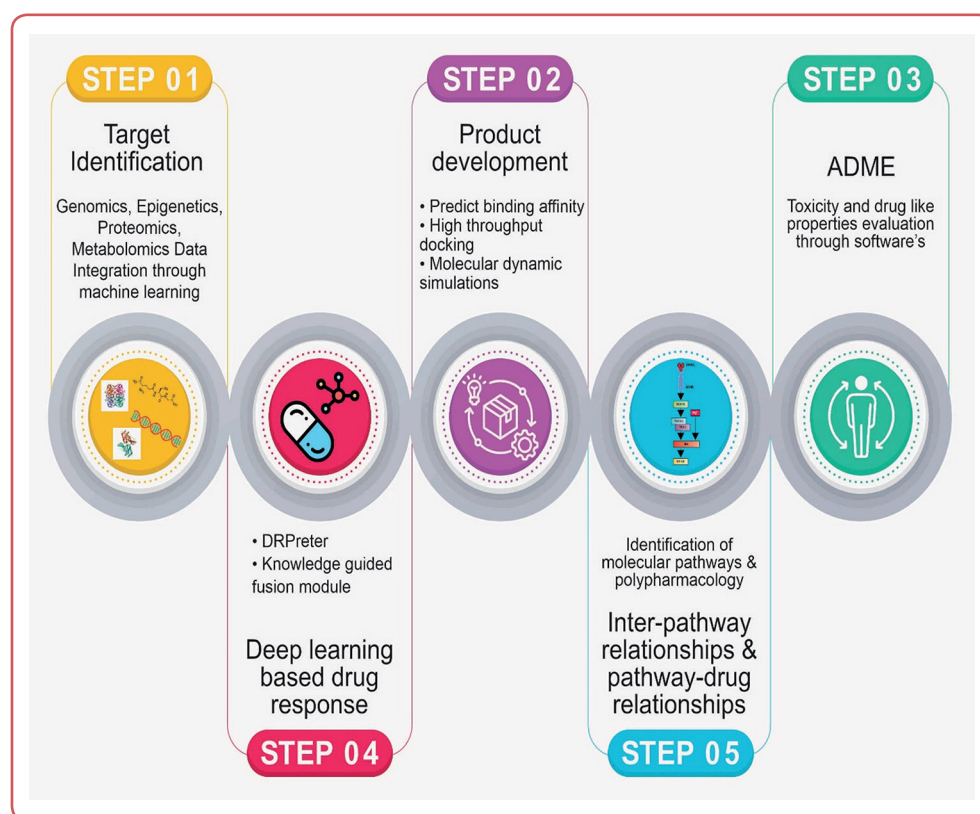 STEP 01
Target
Identification
Genomics, Epigenetics,
Proteomics,
Metabolomics Data
Integration through
machine learning
STEP 02
Product
development
• Predict binding affinity
• High throughput
docking
• Molecular dynamic
simulations
STEP 03
ADME
Toxicity and drug like
properties evaluation
through software's
• DRPreter
• Knowledge guided
fusion module
Deep learning
based drug
response
STEP 04
Identification of
molecular pathways &
polypharmacology
Inter-pathway
relationships &
pathway-drug
relationships
STEP 05